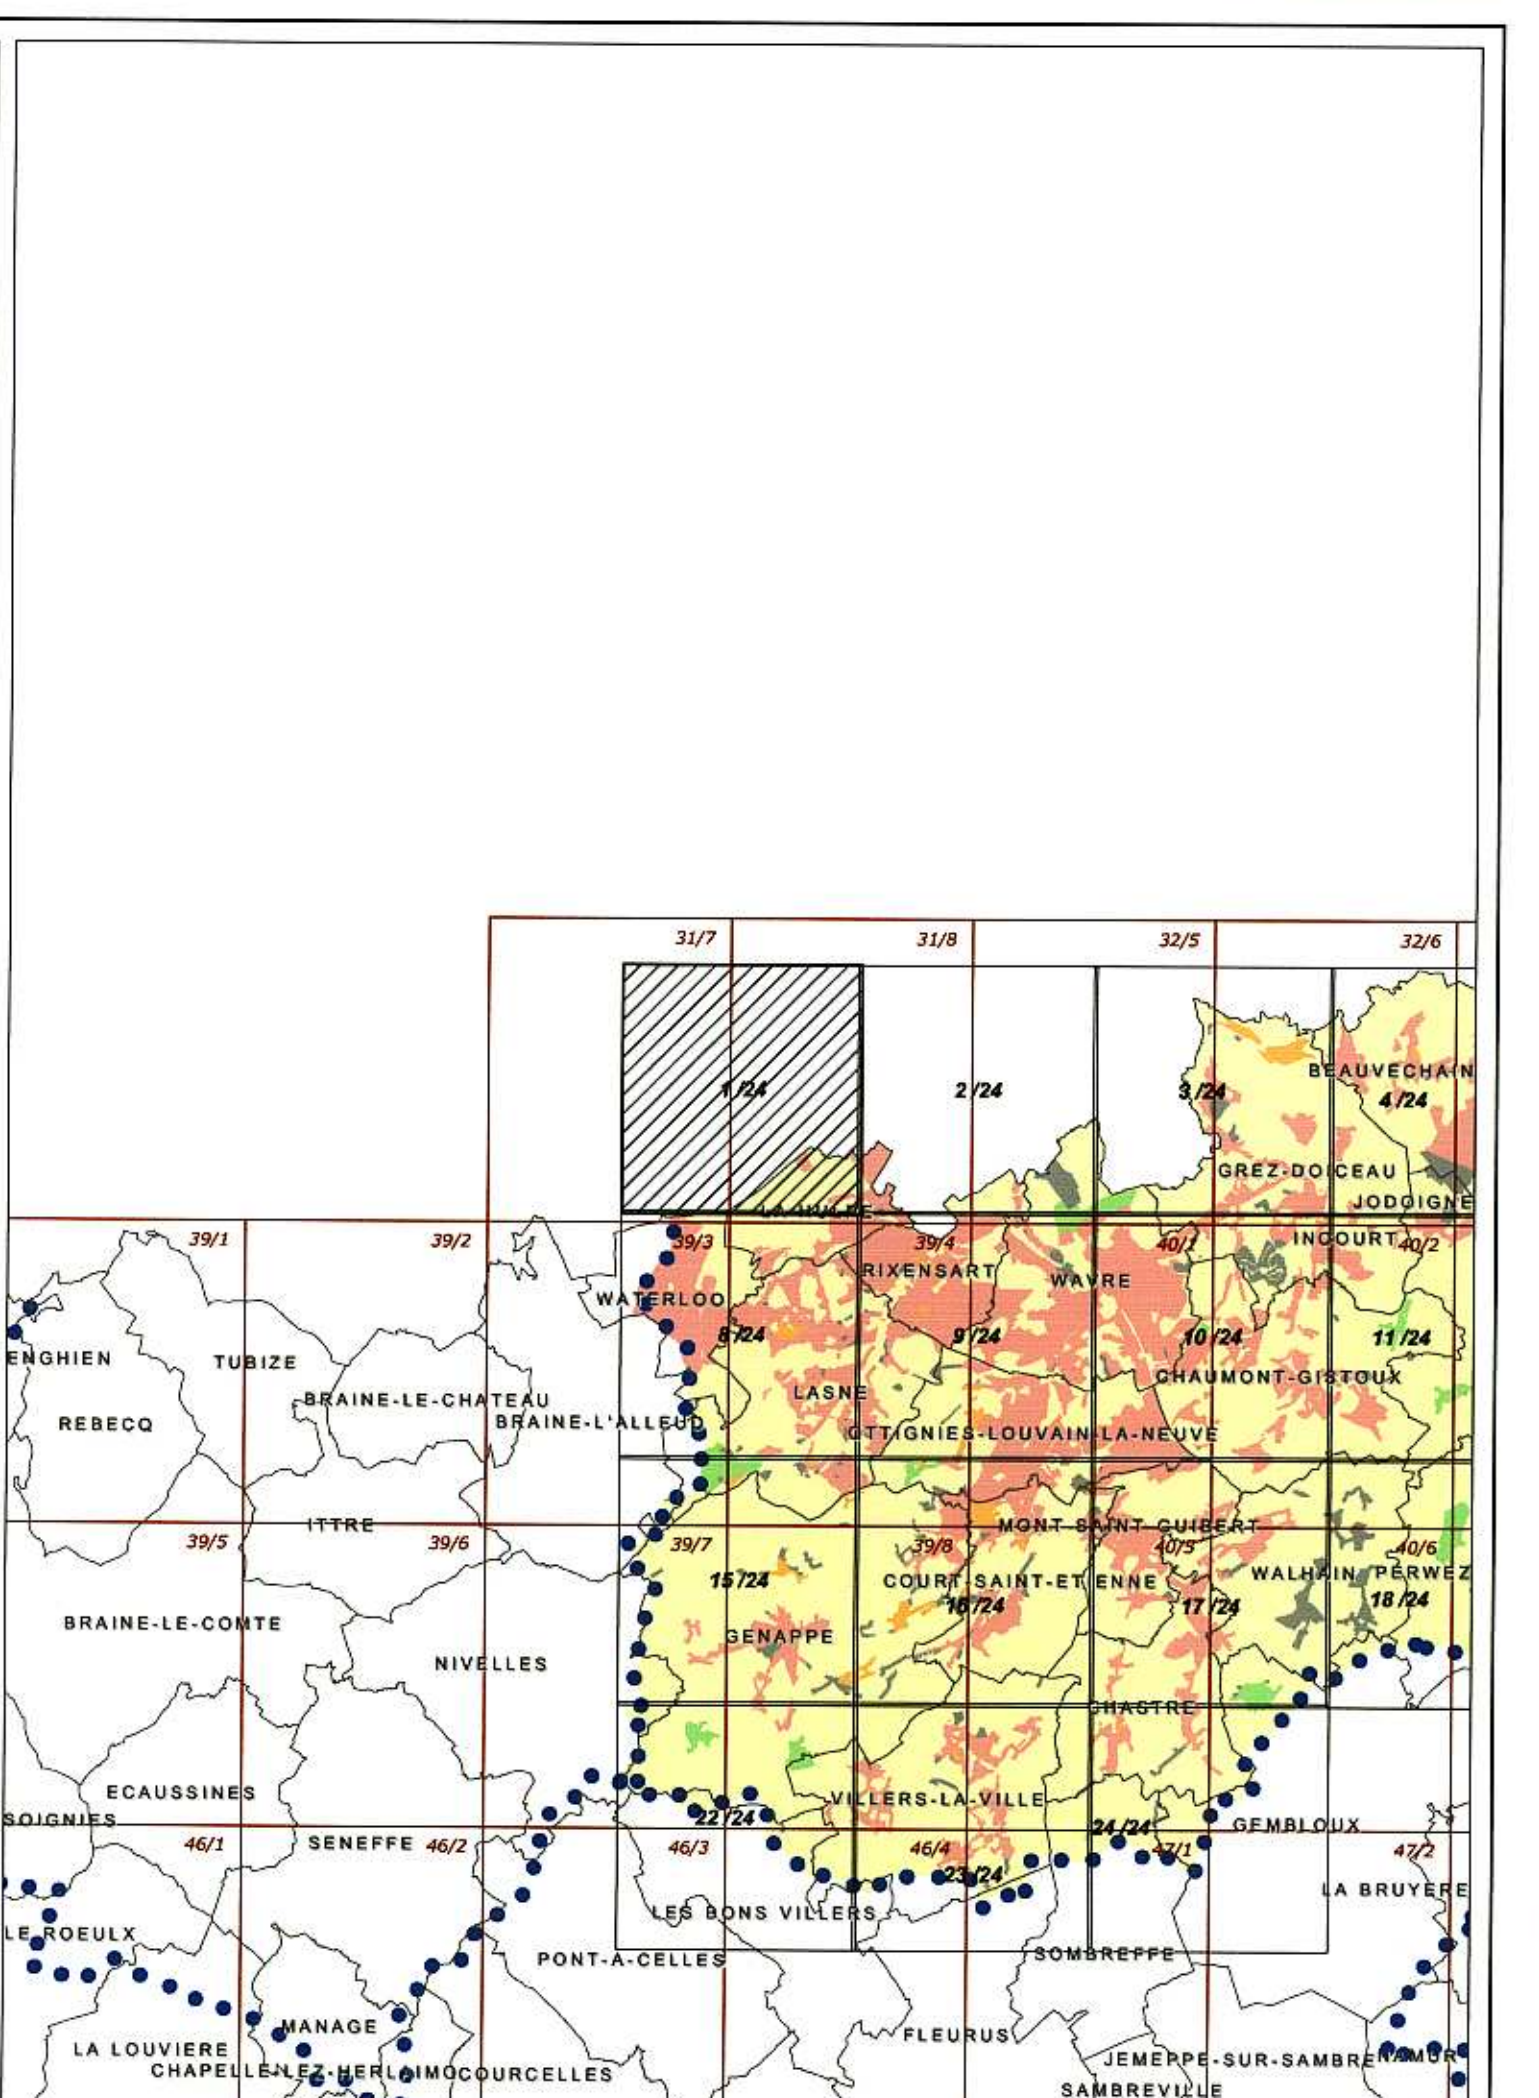 31/7 31/8 32/5 32/6
BEAUVECHAIN
1/24 2/24 3/24 4/24
GREZ-DOICEAU
JODOIGNE
LA HULPE
39/1 39/2 39/3 39/4 40/1 INCOURT 40/2
RIXENSART WAVRE
WATERLOO
8/24 9/24 10/24 11/24
ENGHIEN TUBIZE
CHAUMONT-GISTOUX
BRAINE-LE-CHATEAU LASNE
REBECQ BRAINE-L'ALLEUD
OTTIGNIES-LOUVAIN-LA-NEUVE
ITTRE MONT-SAINT-GUIBERT
39/5 39/6 39/7 39/8 40/5 40/6
15/24 COURT-SAINT-ETIENNE WALHAIN PERWEZ
16/24 17/24 18/24
BRAINE-LE-COMTE GENAPPE
NIVELLES
CHASTRE
ECAUSSINES VILLERS-LA-VILLE
SOIGNIES 22/24 24/24 GEMBLOUX
46/1 SENEFFE 46/2 46/3 46/4 47/1 47/2
23/24
LA BRUYERE
LES BONS VILLERS
LE ROEULX
PONT-A-CELLES SOMBREFFE
MANAGE FLEURUS
LA LOUVIERE
JEMEPPE-SUR-SAMBRE NAMUR
CHAPELLE-LEZ-HERLAIMO COURCELLES
SAMBREVILLE